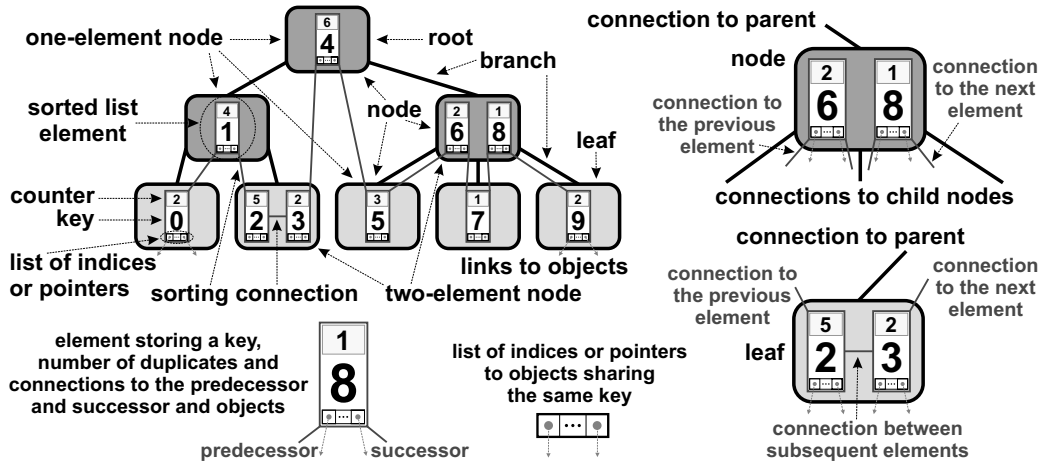 one-element node
6
4
root
branch
sorted list
element
4
1
node
2
6
1
8
leaf
counter
key
list of indices
or pointers
2
0
5
2
2
3
3
5
1
7
2
9
sorting connection
two-element node
links to objects
connection to parent
node
2
6
1
8
connection to
the previous
element
connection
to the next
element
connections to child nodes
connection to parent
connection to
the previous
element
connection
to the next
element
leaf
5
2
2
3
connection between
subsequent elements
element storing a key,
number of duplicates and
connections to the predecessor
and successor and objects
1
8
predecessor
successor
list of indices or pointers
to objects sharing
the same key